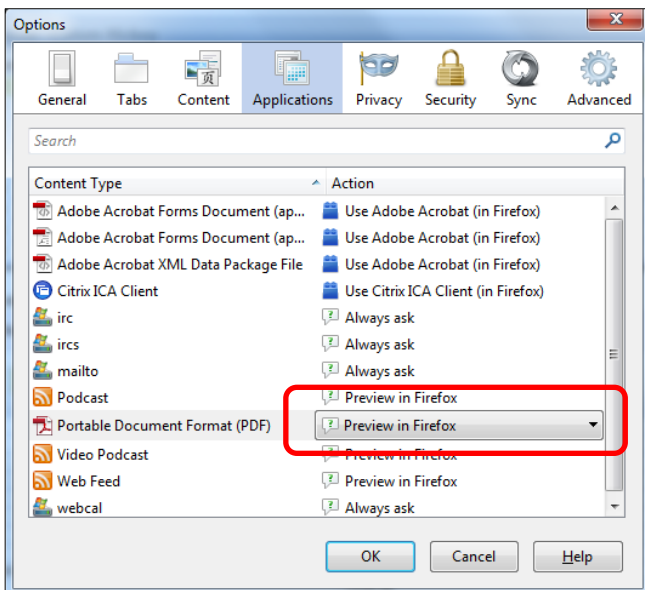 Options
General Tabs Content Applications Privacy Security Sync Advanced
Search
Content Type Action
Adobe Acrobat Forms Document (ap... Use Adobe Acrobat (in Firefox)
Adobe Acrobat Forms Document (ap... Use Adobe Acrobat (in Firefox)
Adobe Acrobat XML Data Package File Use Adobe Acrobat (in Firefox)
Citrix ICA Client Use Citrix ICA Client (in Firefox)
irc Always ask
ircs Always ask
mailto Always ask
Podcast Preview in Firefox
Portable Document Format (PDF) Preview in Firefox
Video Podcast Preview in Firefox
Web Feed Preview in Firefox
webcal Always ask
OK Cancel Help